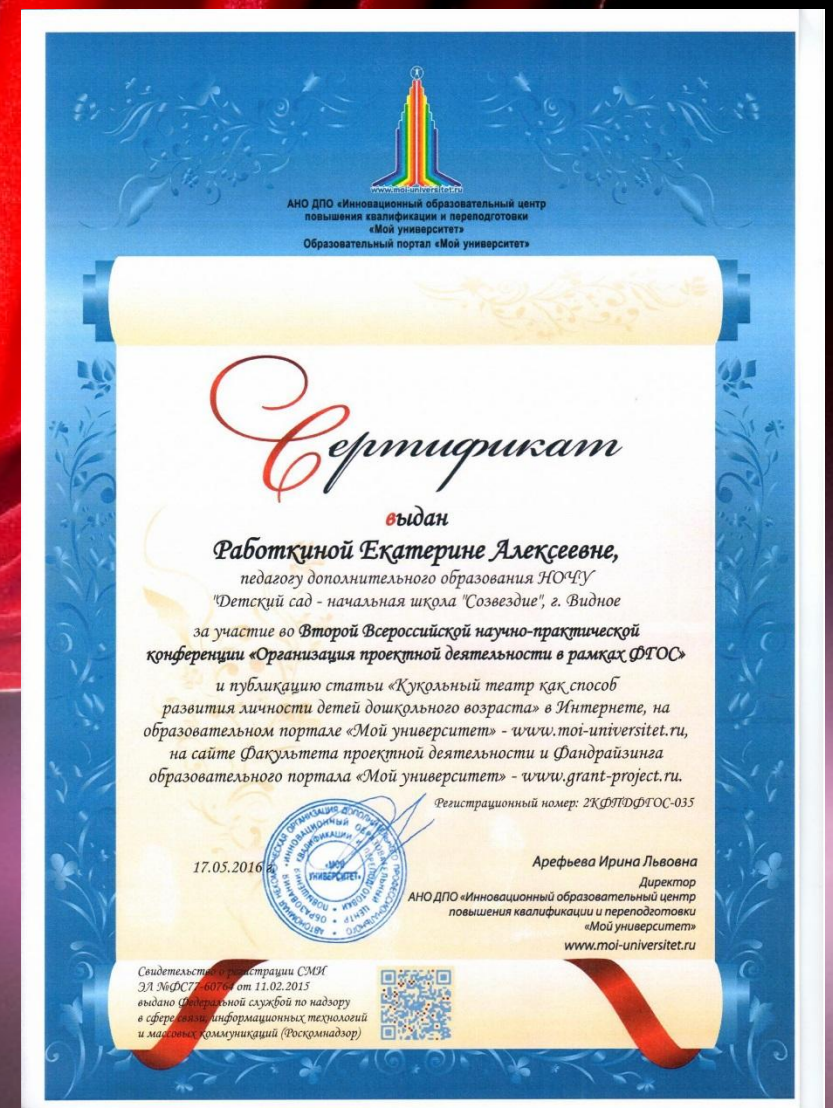 www.moi-universitet.ru
АНО ДПО «Инновационный образовательный центр
повышения квалификации и переподготовки
«Мой университет»
Образовательный портал «Мой университет»
Сертификат
выдан
Работкиной Екатерине Алексеевне,
педагогу дополнительного образования НОЧУ
"Детский сад - начальная школа "Созвездие", г. Видное
за участие во Второй Всероссийской научно-практической
конференции «Организация проектной деятельности в рамках ФГОС»
и публикацию статьи «Кукольный театр как способ
развития личности детей дошкольного возраста» в Интернете, на
образовательном портале «Мой университет» - www.moi-universitet.ru,
на сайте Факультета проектной деятельности и Фандрайзинга
образовательного портала «Мой университет» - www.grant-project.ru.
Регистрационный номер: 2КФПДФГОС-035
17.05.2016 г.
«МОЙ
УНИВЕРСИТЕТ»
Арефьева Ирина Львовна
Директор
АНО ДПО «Инновационный образовательный центр
повышения квалификации и переподготовки
«Мой университет»
www.moi-universitet.ru
Свидетельство о регистрации СМИ
ЭЛ №ФС77-60764 от 11.02.2015
выдано Федеральной службой по надзору
в сфере связи, информационных технологий
и массовых коммуникаций (Роскомнадзор)